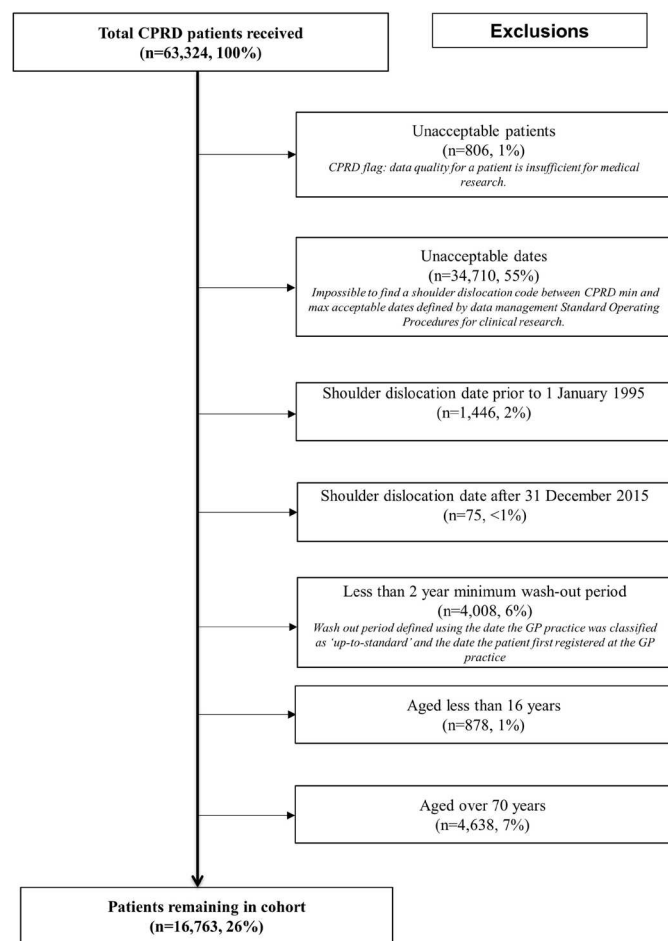 Total CPRD patients received
(n=63,324, 100%)
Exclusions
Unacceptable patients
(n=806, 1%)
CPRD flag: data quality for a patient is insufficient for medical
research.
Unacceptable dates
(n=34,710, 55%)
Impossible to find a shoulder dislocation code between CPRD min and
max acceptable dates defined by data management Standard Operating
Procedures for clinical research.
Shoulder dislocation date prior to 1 January 1995
(n=1,446, 2%)
Shoulder dislocation date after 31 December 2015
(n=75, <1%)
Less than 2 year minimum wash-out period
(n=4,008, 6%)
Wash out period defined using the date the GP practice was classified
as ‘up-to-standard’ and the date the patient first registered at the GP
practice
Aged less than 16 years
(n=878, 1%)
Aged over 70 years
(n=4,638, 7%)
Patients remaining in cohort
(n=16,763, 26%)